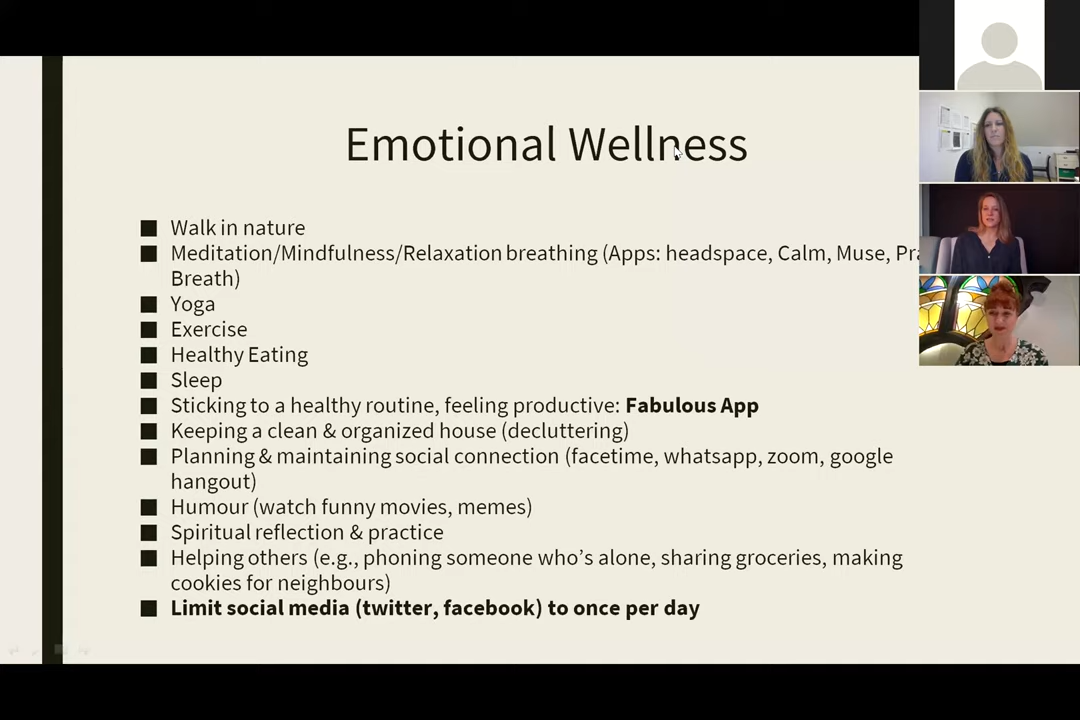 Emotional Wellness
■ Walk in nature
■ Meditation/Mindfulness/Relaxation breathing (Apps: headspace, Calm, Muse,
Breath)
■ Yoga
■ Exercise
■ Healthy Eating
■ Sleep
■ Sticking to a healthy routine, feeling productive: Fabulous App
■ Keeping a clean & organized house (decluttering)
■ Planning & maintaining social connection (facetime, whatsapp, zoom, google
hangout)
■ Humour (watch funny movies, memes)
■ Spiritual reflection & practice
■ Helping others (e.g., phoning someone who's alone, sharing groceries, making
cookies for neighbours)
■ Limit social media (twitter, facebook) to once per day